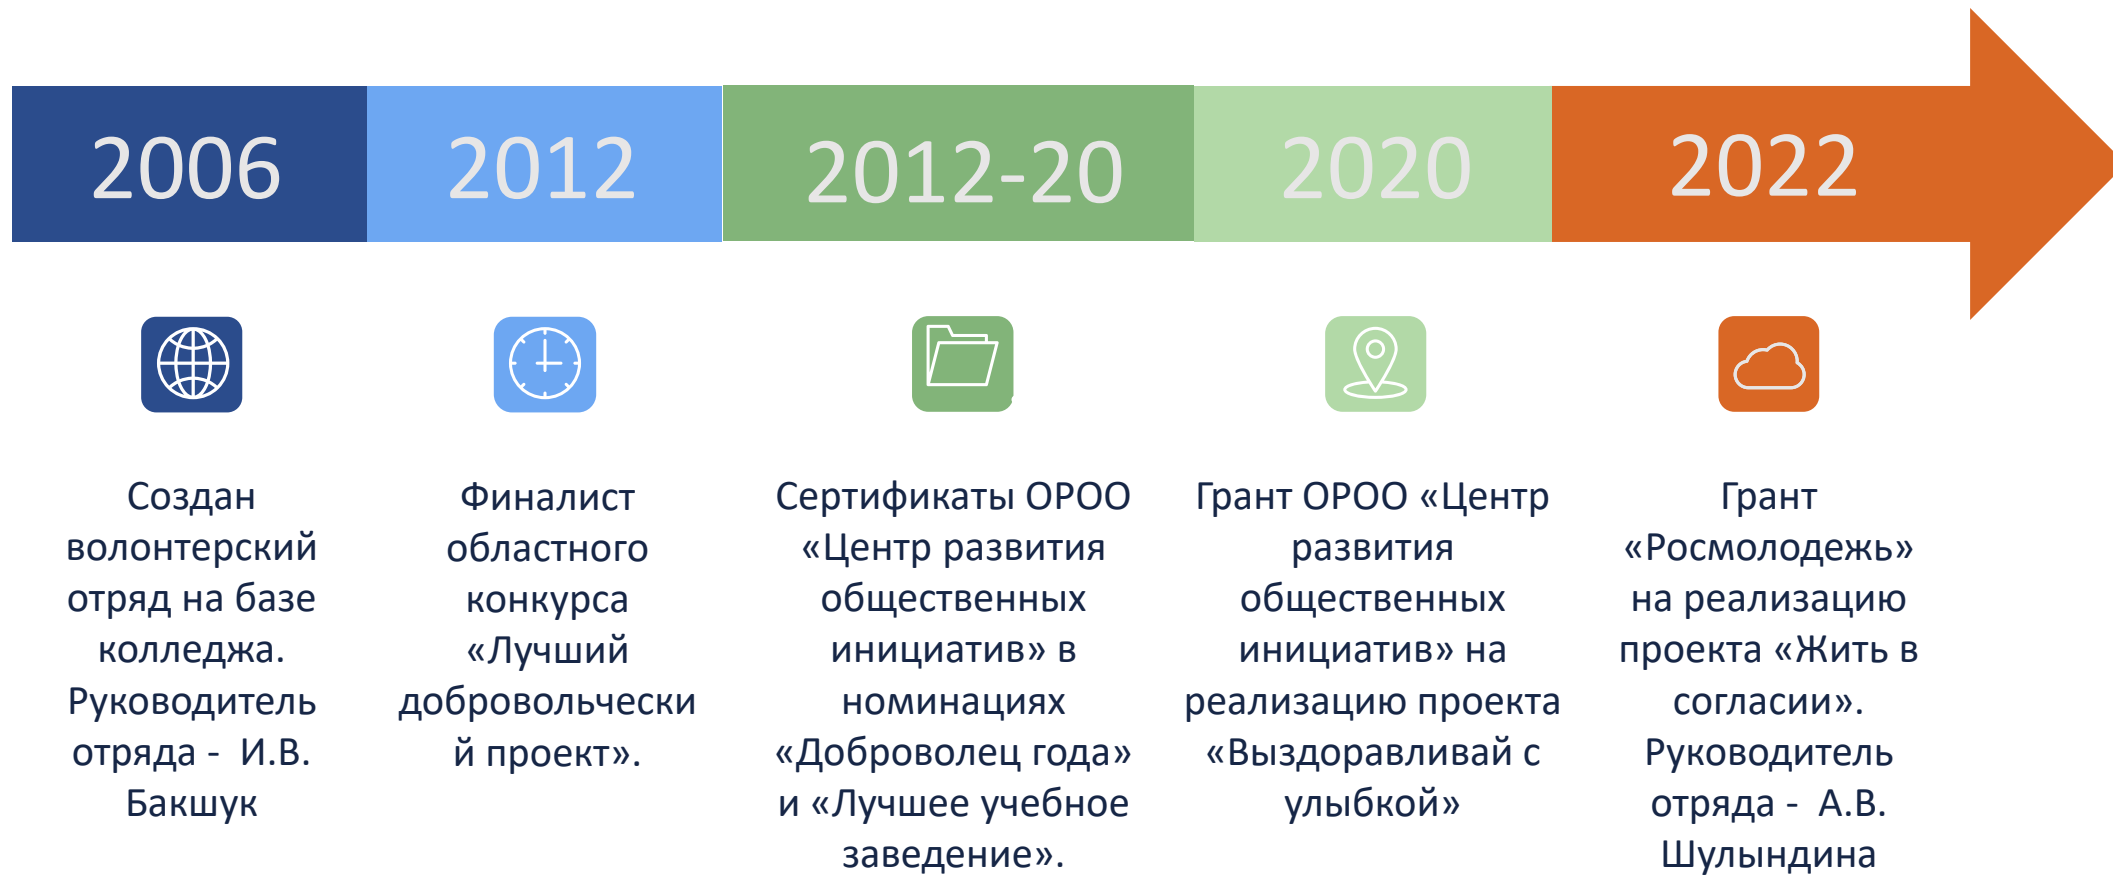 2006
2012
2012-20
2020
2022
Создан
волонтерский
отряд на базе
колледжа.
Руководитель
отряда - И.В.
Бакшук
Финалист
областного
конкурса
«Лучший
добровольчески
й проект».
Сертификаты ОРОО
«Центр развития
общественных
инициатив» в
номинациях
«Доброволец года»
и «Лучшее учебное
заведение».
Грант ОРОО «Центр
развития
общественных
инициатив» на
реализацию проекта
«Выздоравливай с
улыбкой»
Грант
«Росмолодежь»
на реализацию
проекта «Жить в
согласии».
Руководитель
отряда - А.В.
Шулындина